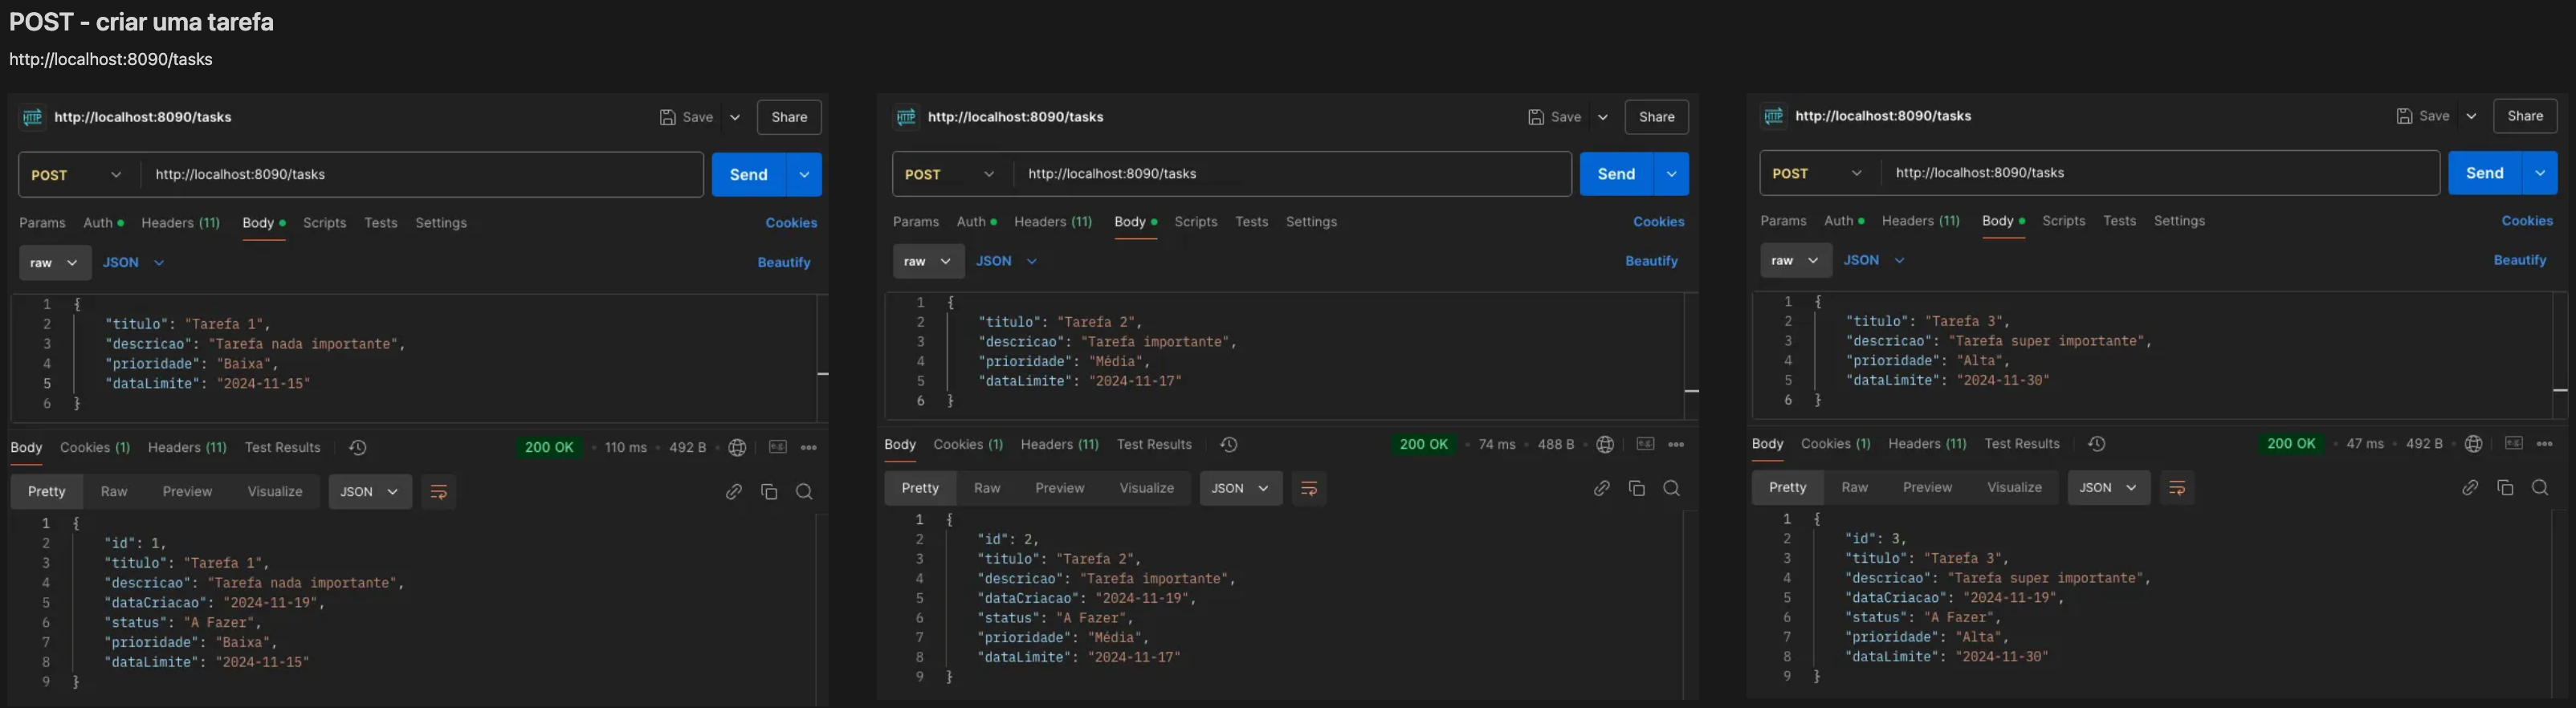 POST - criar uma tarefa
http://localhost:8090/tasks
HTTP http://localhost:8090/tasks Save Share
POST http://localhost:8090/tasks Send
Params Auth Headers (11) Body Scripts Tests Settings Cookies
raw JSON Beautify
1 {
2 "titulo": "Tarefa 1",
3 "descricao": "Tarefa nada importante",
4 "prioridade": "Baixa",
5 "dataLimite": "2024-11-15"
6 }
Body Cookies (1) Headers (11) Test Results 200 OK 110 ms 492 B
Pretty Raw Preview Visualize JSON
1 {
2 "id": 1,
3 "titulo": "Tarefa 1",
4 "descricao": "Tarefa nada importante",
5 "dataCriacao": "2024-11-19",
6 "status": "A Fazer",
7 "prioridade": "Baixa",
8 "dataLimite": "2024-11-15"
9 }
HTTP http://localhost:8090/tasks Save Share
POST http://localhost:8090/tasks Send
Params Auth Headers (11) Body Scripts Tests Settings Cookies
raw JSON Beautify
1 {
2 "titulo": "Tarefa 2",
3 "descricao": "Tarefa importante",
4 "prioridade": "Média",
5 "dataLimite": "2024-11-17"
6 }
Body Cookies (1) Headers (11) Test Results 200 OK 74 ms 488 B
Pretty Raw Preview Visualize JSON
1 {
2 "id": 2,
3 "titulo": "Tarefa 2",
4 "descricao": "Tarefa importante",
5 "dataCriacao": "2024-11-19",
6 "status": "A Fazer",
7 "prioridade": "Média",
8 "dataLimite": "2024-11-17"
9 }
HTTP http://localhost:8090/tasks Save Share
POST http://localhost:8090/tasks Send
Params Auth Headers (11) Body Scripts Tests Settings Cookies
raw JSON Beautify
1 {
2 "titulo": "Tarefa 3",
3 "descricao": "Tarefa super importante",
4 "prioridade": "Alta",
5 "dataLimite": "2024-11-30"
6 }
Body Cookies (1) Headers (11) Test Results 200 OK 47 ms 492 B
Pretty Raw Preview Visualize JSON
1 {
2 "id": 3,
3 "titulo": "Tarefa 3",
4 "descricao": "Tarefa super importante",
5 "dataCriacao": "2024-11-19",
6 "status": "A Fazer",
7 "prioridade": "Alta",
8 "dataLimite": "2024-11-30"
9 }